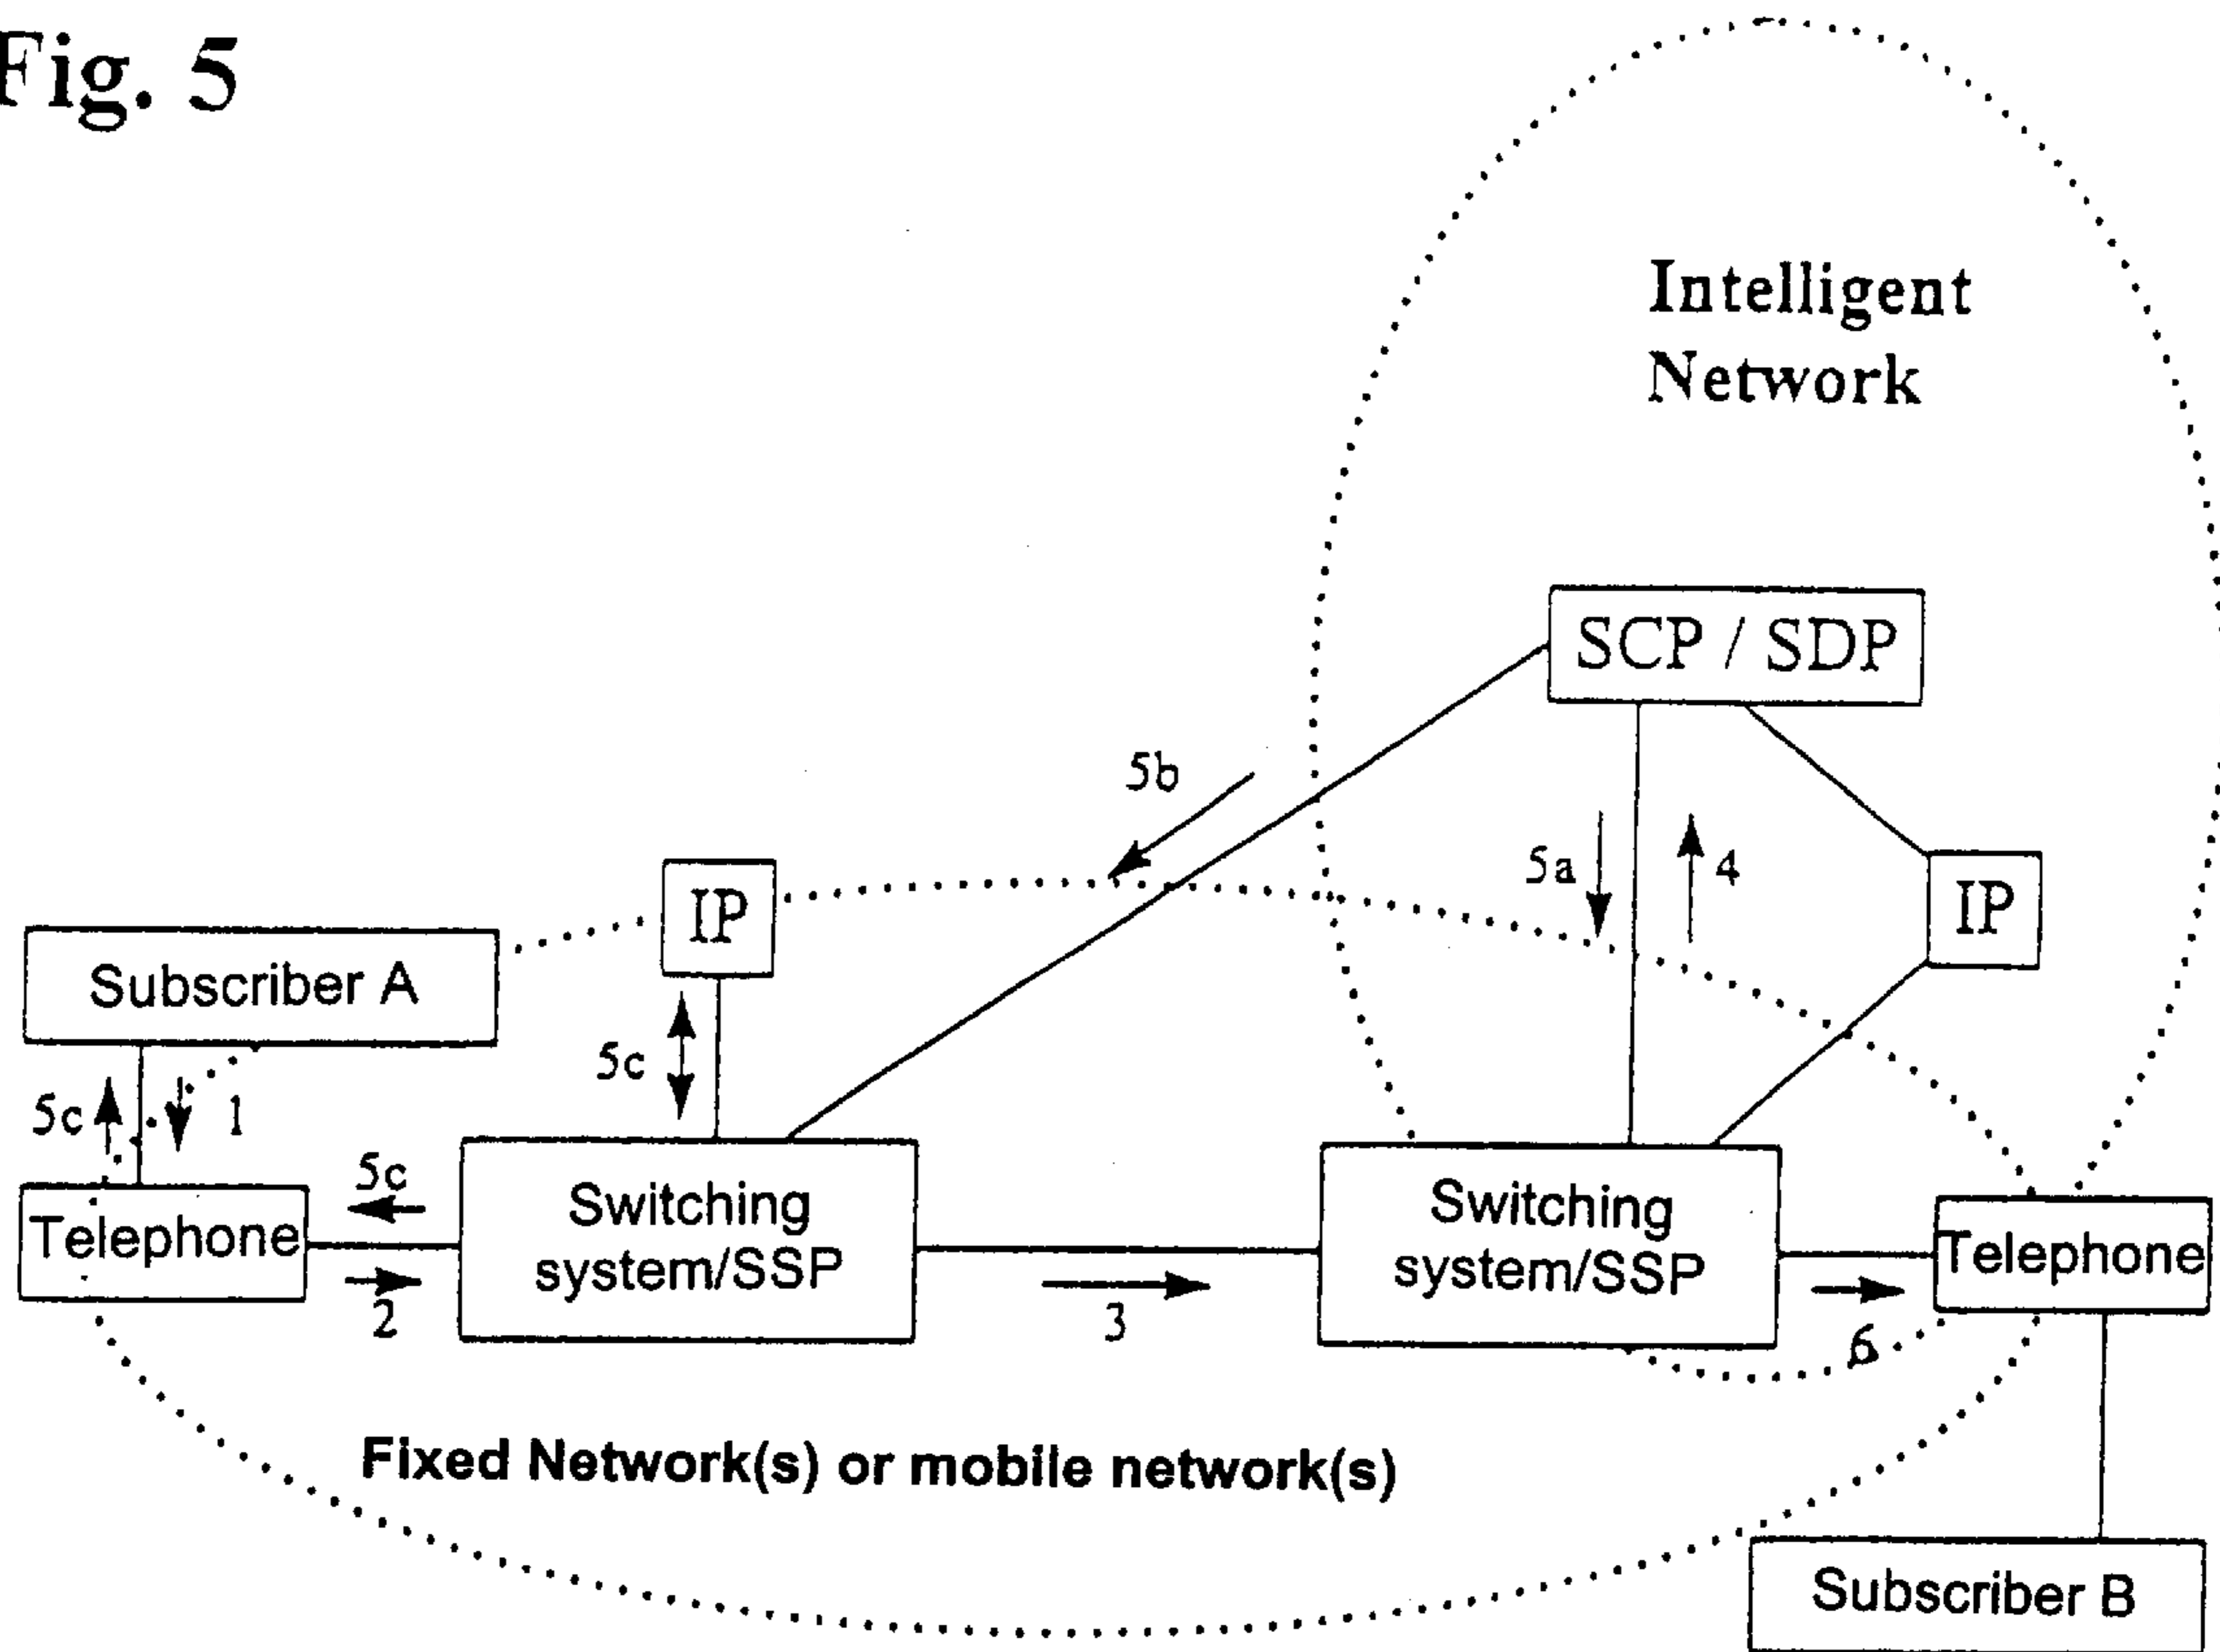 Fig. 5
Intelligent
Network
SCP / SDP
5b
5a
4
IP
IP
Subscriber A
5c
5c
1
5c
Telephone
Switching
system/SSP
Switching
system/SSP
Telephone
2
3
6
Fixed Network(s) or mobile network(s)
Subscriber B